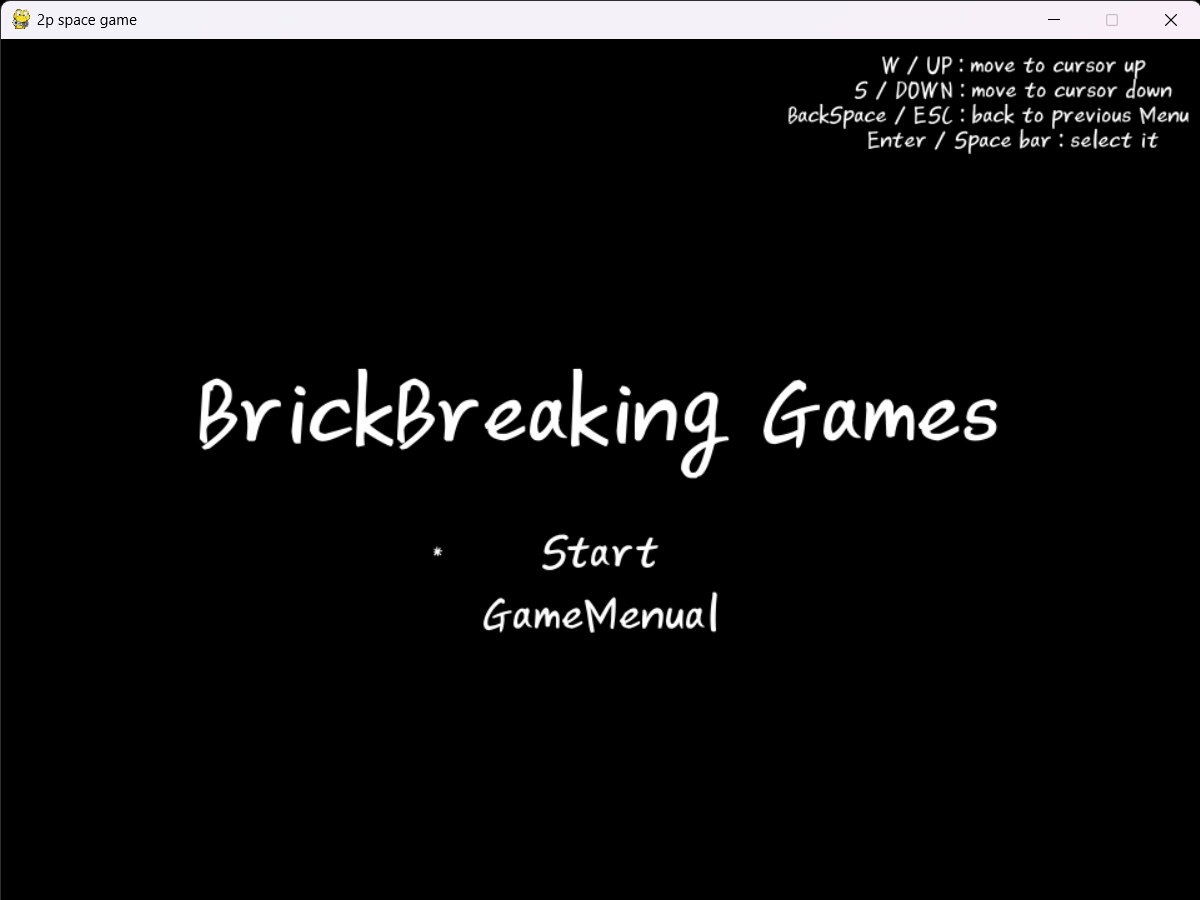 2p space game
W / UP : move to cursor up
S / DOWN : move to cursor down
BackSpace / ESC : back to previous Menu
Enter / Space bar : select it
BrickBreaking Games
* Start
GameMenual